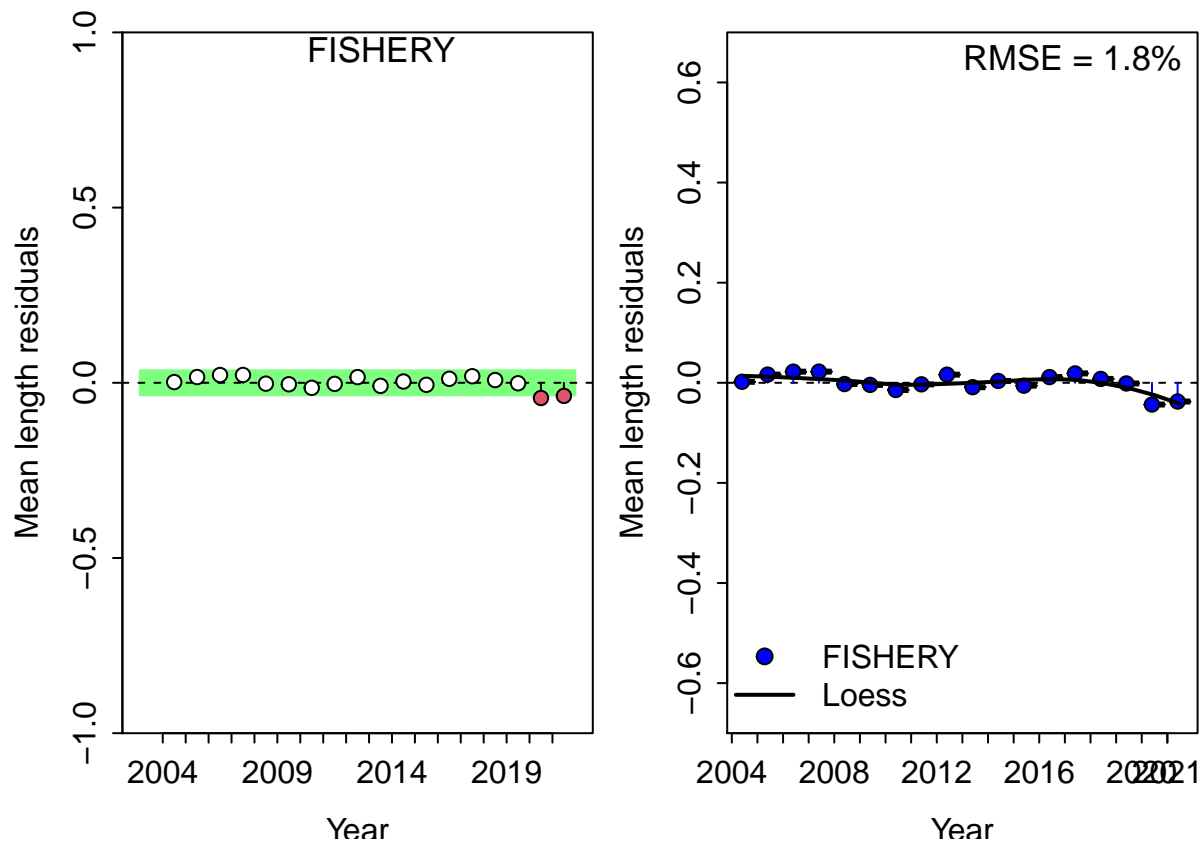 FISHERY
Mean length residuals
1.0
0.5
0.0
−0.5
−1.0
2004 2009 2014 2019
Year
RMSE = 1.8%
Mean length residuals
0.6
0.4
0.2
0.0
−0.2
−0.4
−0.6
FISHERY
Loess
2004 2008 2012 2016 2020 2021
Year